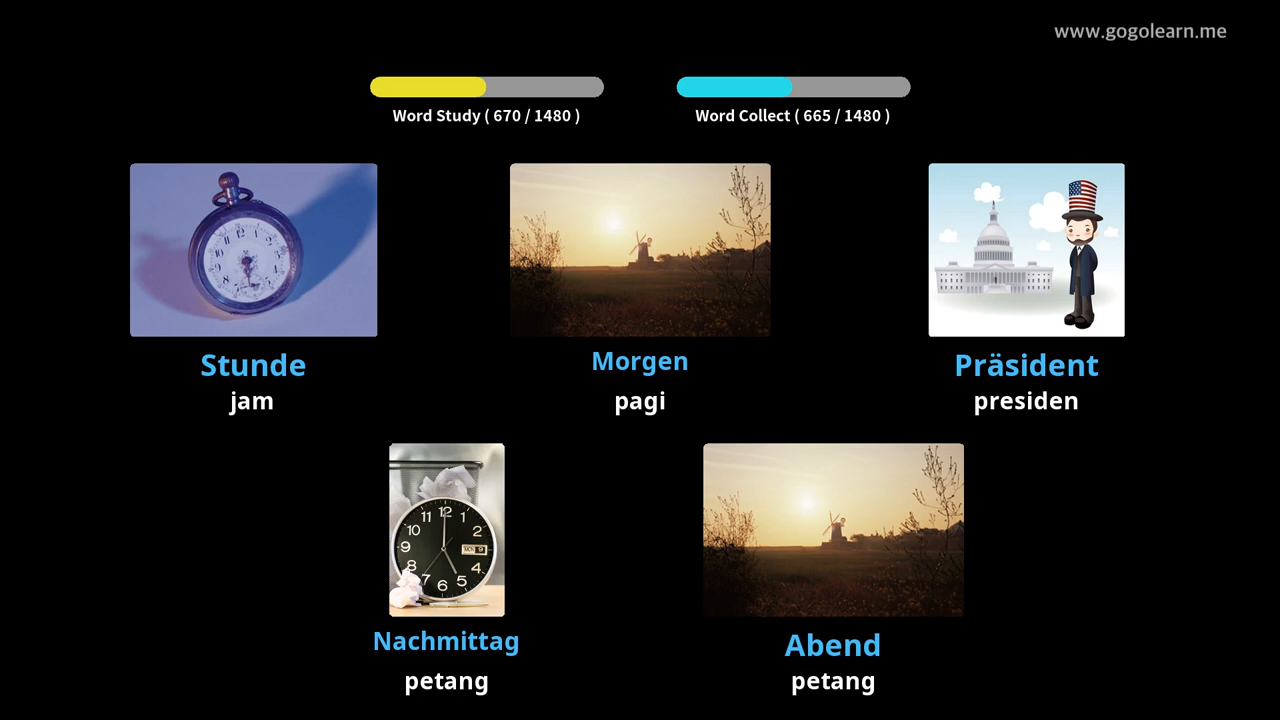 www.gogolearn.me
Word Study ( 670 / 1480 )
Word Collect ( 665 / 1480 )
Stunde
jam
Morgen
pagi
Präsident
presiden
Nachmittag
petang
Abend
petang